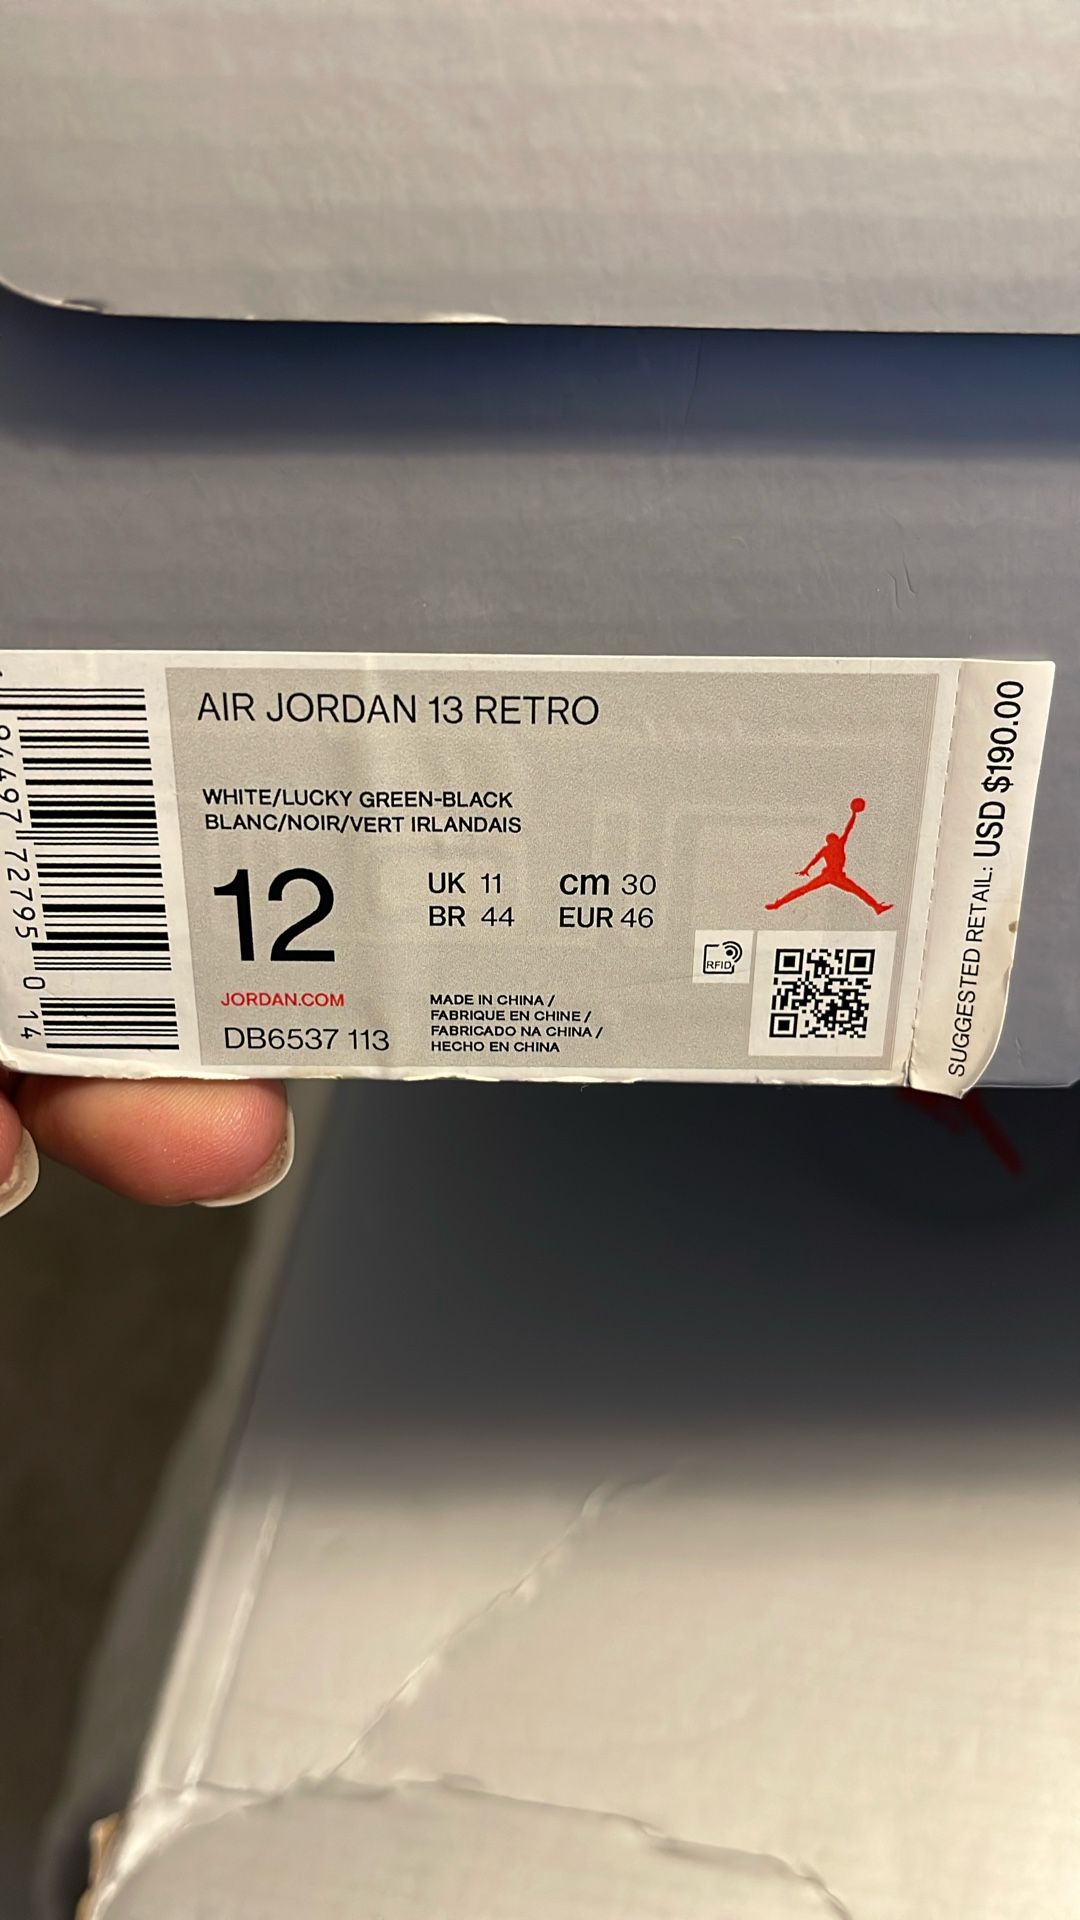 AIR JORDAN 13 RETRO
WHITE/LUCKY GREEN-BLACK
BLANC/NOIR/VERT IRLANDAIS
12
UK 11
cm 30
BR 44
EUR 46
RFID
JORDAN.COM
DB6537 113
MADE IN CHINA /
FABRIQUE EN CHINE /
FABRICADO NA CHINA /
HECHO EN CHINA
SUGGESTED RETAIL: USD $190.00
72795 0 14